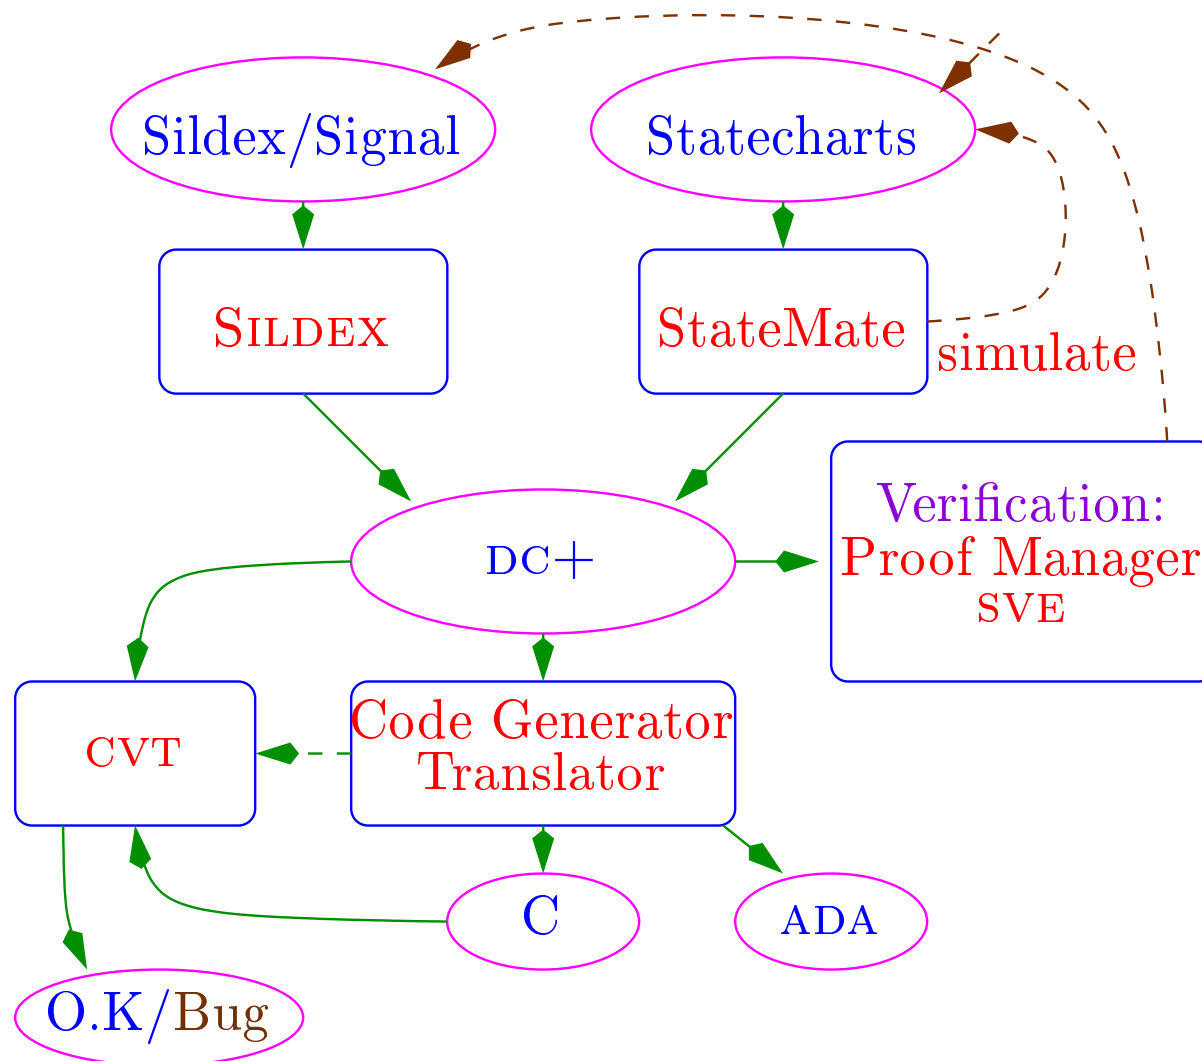 Sildex/Signal
Statecharts
SILDEX
StateMate
simulate
Verification:
Proof Manager
SVE
DC+
CVT
Code Generator
Translator
C
ADA
O.K/Bug